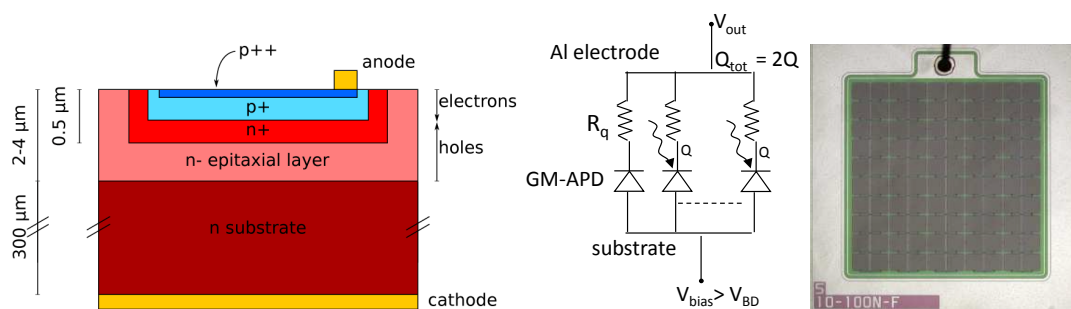 p++
anode
p+
n+
n- epitaxial layer
n substrate
cathode
electrons
holes
0.5 µm
2-4 µm
300 µm
V_out
Al electrode
Q_tot = 2Q
R_q
Q
Q
GM-APD
substrate
V_bias> V_BD
S
10-100N-F